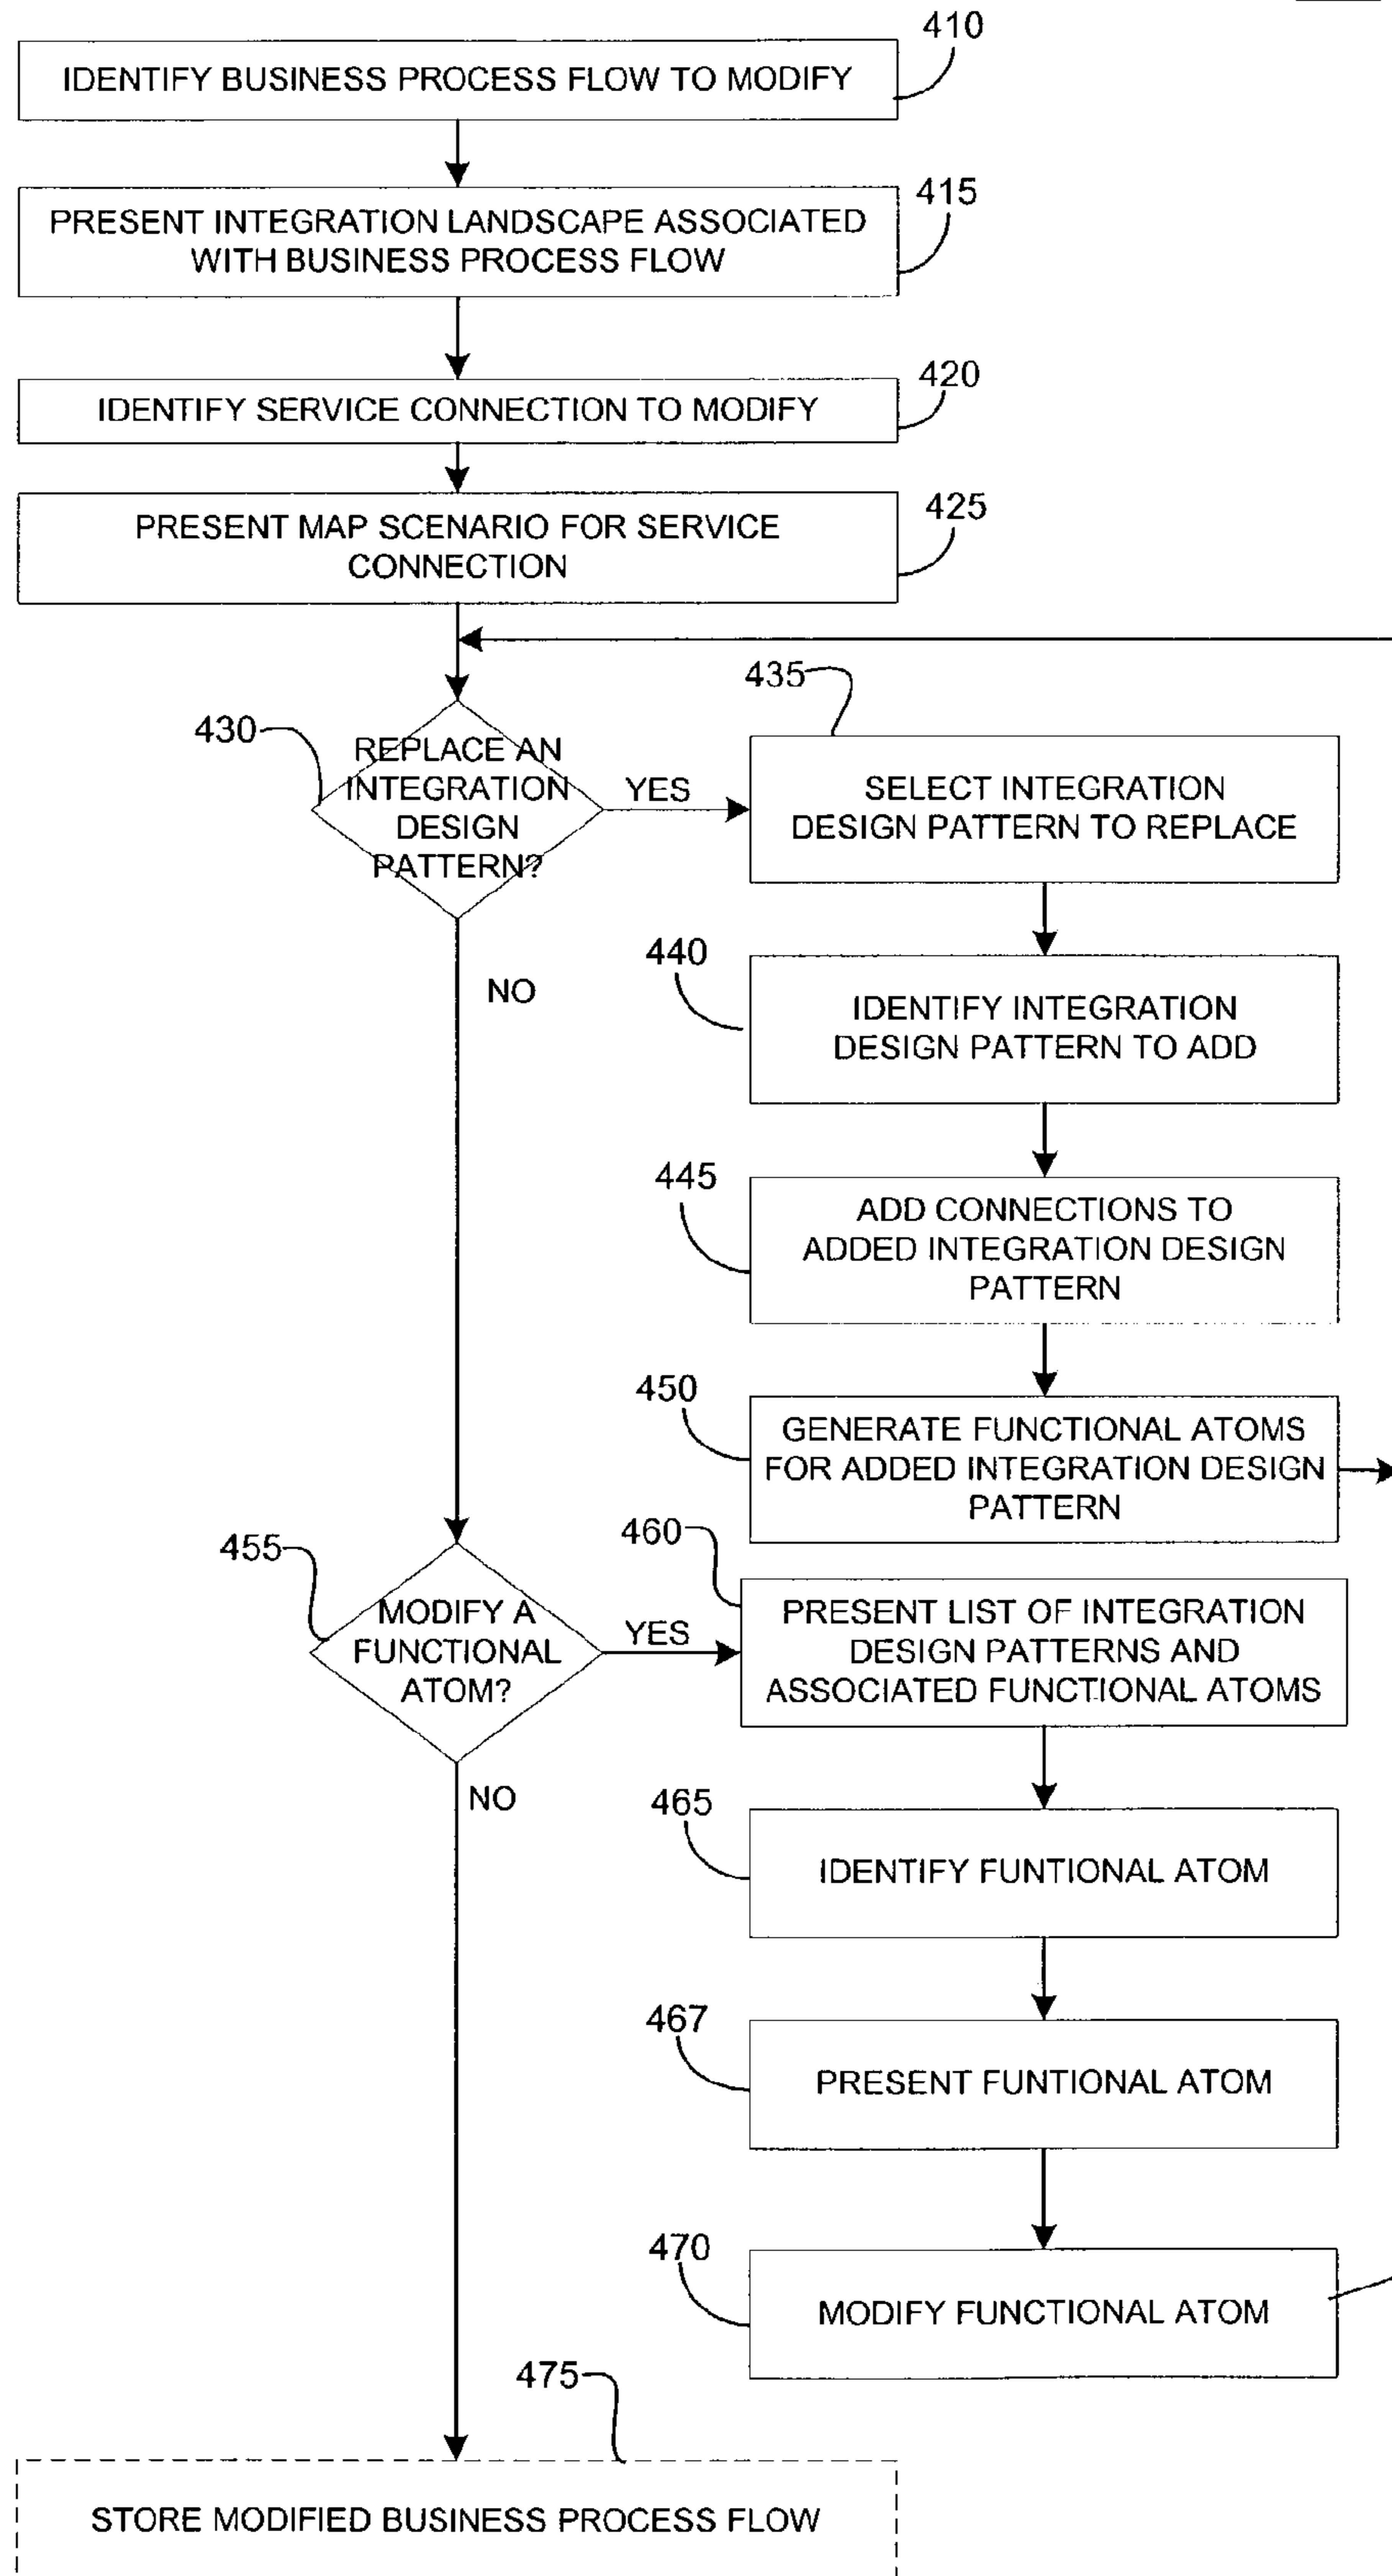 410
IDENTIFY BUSINESS PROCESS FLOW TO MODIFY
415
PRESENT INTEGRATION LANDSCAPE ASSOCIATED
WITH BUSINESS PROCESS FLOW
420
IDENTIFY SERVICE CONNECTION TO MODIFY
425
PRESENT MAP SCENARIO FOR SERVICE
CONNECTION
430
REPLACE AN
INTEGRATION
DESIGN
PATTERN?
YES
NO
435
SELECT INTEGRATION
DESIGN PATTERN TO REPLACE
440
IDENTIFY INTEGRATION
DESIGN PATTERN TO ADD
445
ADD CONNECTIONS TO
ADDED INTEGRATION DESIGN
PATTERN
450
GENERATE FUNCTIONAL ATOMS
FOR ADDED INTEGRATION DESIGN
PATTERN
455
MODIFY A
FUNCTIONAL
ATOM?
YES
NO
460
PRESENT LIST OF INTEGRATION
DESIGN PATTERNS AND
ASSOCIATED FUNCTIONAL ATOMS
465
IDENTIFY FUNTIONAL ATOM
467
PRESENT FUNTIONAL ATOM
470
MODIFY FUNCTIONAL ATOM
475
STORE MODIFIED BUSINESS PROCESS FLOW